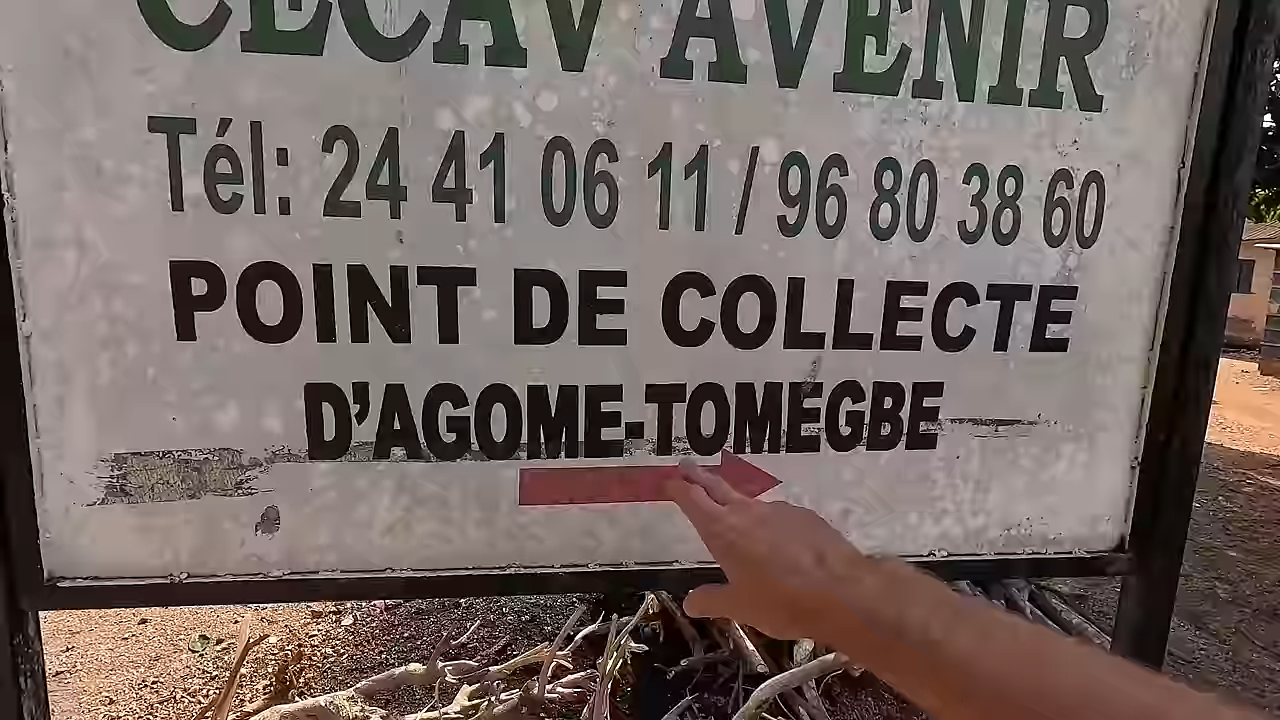 CECAV AVENIR
Tél: 24 41 06 11 / 96 80 38 60
POINT DE COLLECTE
D'AGOME-TOMEGBE